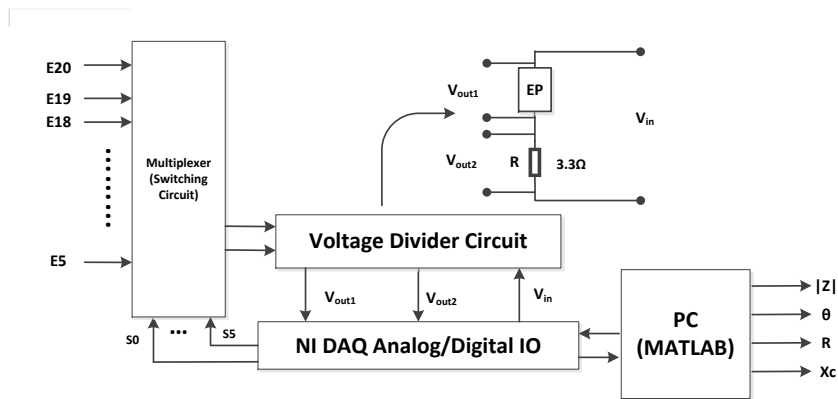 E20
E19
E18
E5
Multiplexer
(Switching
Circuit)
S0
...
S5
Vout1
EP
Vin
Vout2
R
3.3Ω
Voltage Divider Circuit
Vout1
Vout2
Vin
NI DAQ Analog/Digital IO
PC
(MATLAB)
|Z|
θ
R
Xc